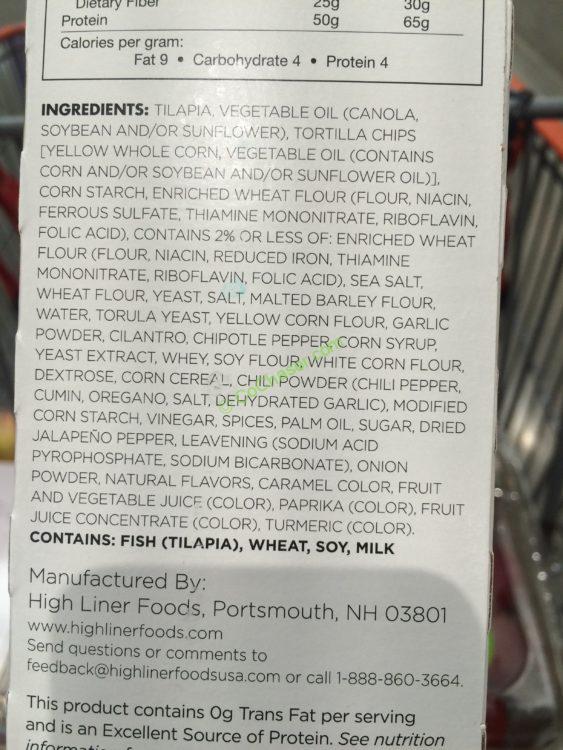 Dietary Fiber 25g 30g
Protein 50g 65g
Calories per gram:
Fat 9 • Carbohydrate 4 • Protein 4
INGREDIENTS: TILAPIA, VEGETABLE OIL (CANOLA,
SOYBEAN AND/OR SUNFLOWER), TORTILLA CHIPS
[YELLOW WHOLE CORN, VEGETABLE OIL (CONTAINS
CORN AND/OR SOYBEAN AND/OR SUNFLOWER OIL)],
CORN STARCH, ENRICHED WHEAT FLOUR (FLOUR, NIACIN,
FERROUS SULFATE, THIAMINE MONONITRATE, RIBOFLAVIN,
FOLIC ACID), CONTAINS 2% OR LESS OF: ENRICHED WHEAT
FLOUR (FLOUR, NIACIN, REDUCED IRON, THIAMINE
MONONITRATE, RIBOFLAVIN, FOLIC ACID), SEA SALT,
WHEAT FLOUR, YEAST, SALT, MALTED BARLEY FLOUR,
WATER, TORULA YEAST, YELLOW CORN FLOUR, GARLIC
POWDER, CILANTRO, CHIPOTLE PEPPER, CORN SYRUP,
YEAST EXTRACT, WHEY, SOY FLOUR, WHITE CORN FLOUR,
DEXTROSE, CORN CEREAL, CHILI POWDER (CHILI PEPPER,
CUMIN, OREGANO, SALT, DEHYDRATED GARLIC), MODIFIED
CORN STARCH, VINEGAR, SPICES, PALM OIL, SUGAR, DRIED
JALAPEÑO PEPPER, LEAVENING (SODIUM ACID
PYROPHOSPHATE, SODIUM BICARBONATE), ONION
POWDER, NATURAL FLAVORS, CARAMEL COLOR, FRUIT
AND VEGETABLE JUICE (COLOR), PAPRIKA (COLOR), FRUIT
JUICE CONCENTRATE (COLOR), TURMERIC (COLOR).
CONTAINS: FISH (TILAPIA), WHEAT, SOY, MILK
Manufactured By:
High Liner Foods, Portsmouth, NH 03801
www.highlinerfoods.com
Send questions or comments to
feedback@highlinerfoodsusa.com or call 1-888-860-3664.
This product contains 0g Trans Fat per serving
and is an Excellent Source of Protein. See nutrition
© CoChaser.com